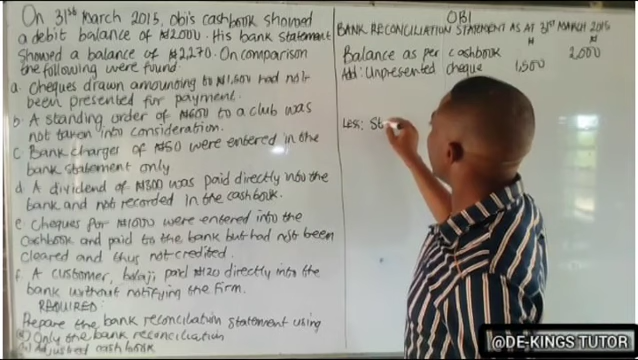 On 31st March 2015, Obi's cashbook showed
a debit balance of ₦2000. His bank statement
showed a balance of ₦2,270. On comparison
the following were found.
a. Cheques drawn amounting to ₦1,500 had not
been presented for payment.
b. A standing order of ₦600 to a club was
not taken into consideration.
c. Bank charges of ₦50 were entered in the
bank statement only
d. A dividend of ₦300 was paid directly into the
bank and not recorded in the cashbook.
e. Cheques for ₦1000 were entered into the
cashbook and paid to the bank but had not been
cleared and thus not credited.
f. A customer, bolaji paid ₦120 directly into the
bank without notifying the firm.
REQUIRED:
Prepare the bank reconciliation statement using
Only the bank reconciliation
Adjusted cashbook
OBI
BANK RECONCILIATION STATEMENT AS AT 31ST MARCH 2015
₦ ₦
Balance as per cashbook 2,000
Add: Unpresented cheque 1,500
Less: St
@DE-KINGS TUTOR